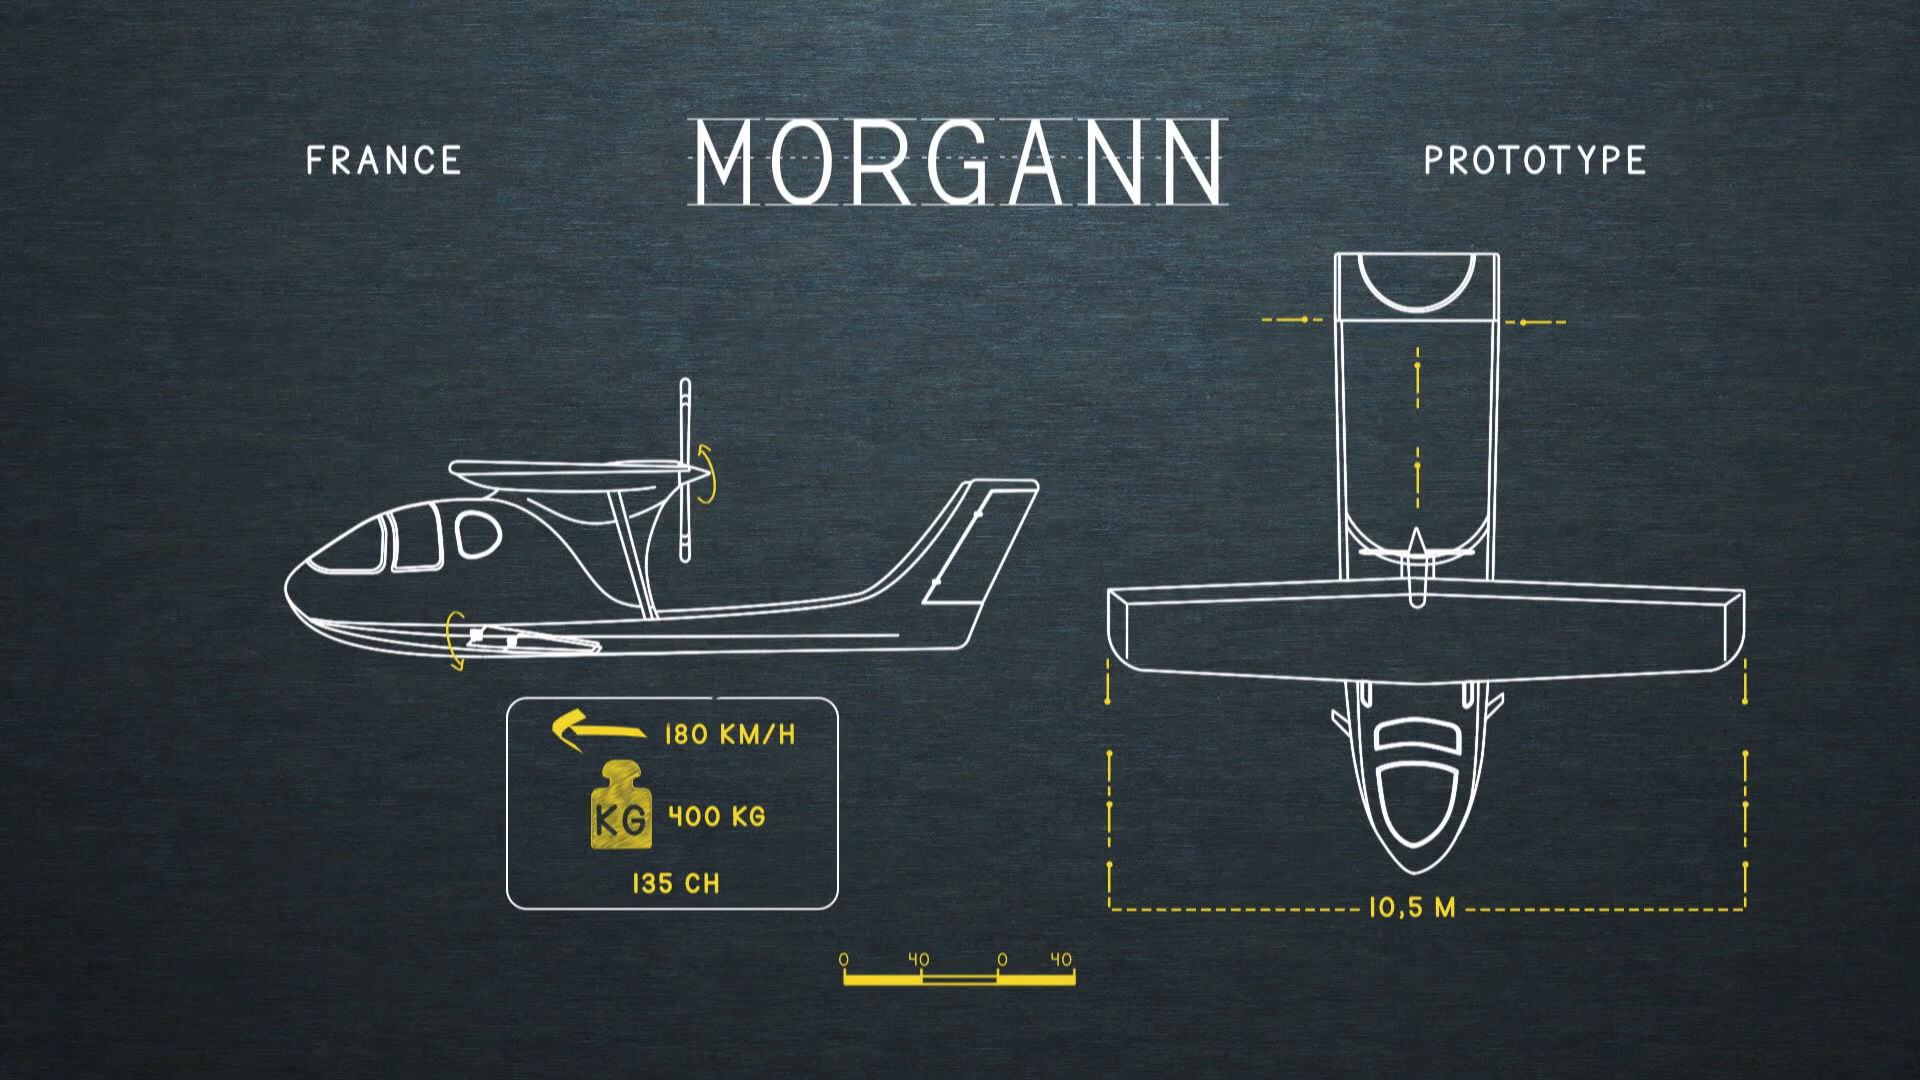 FRANCE
MORGANN
PROTOTYPE
180 KM/H
KG
400 KG
135 CH
10,5 M
0 40 0 40